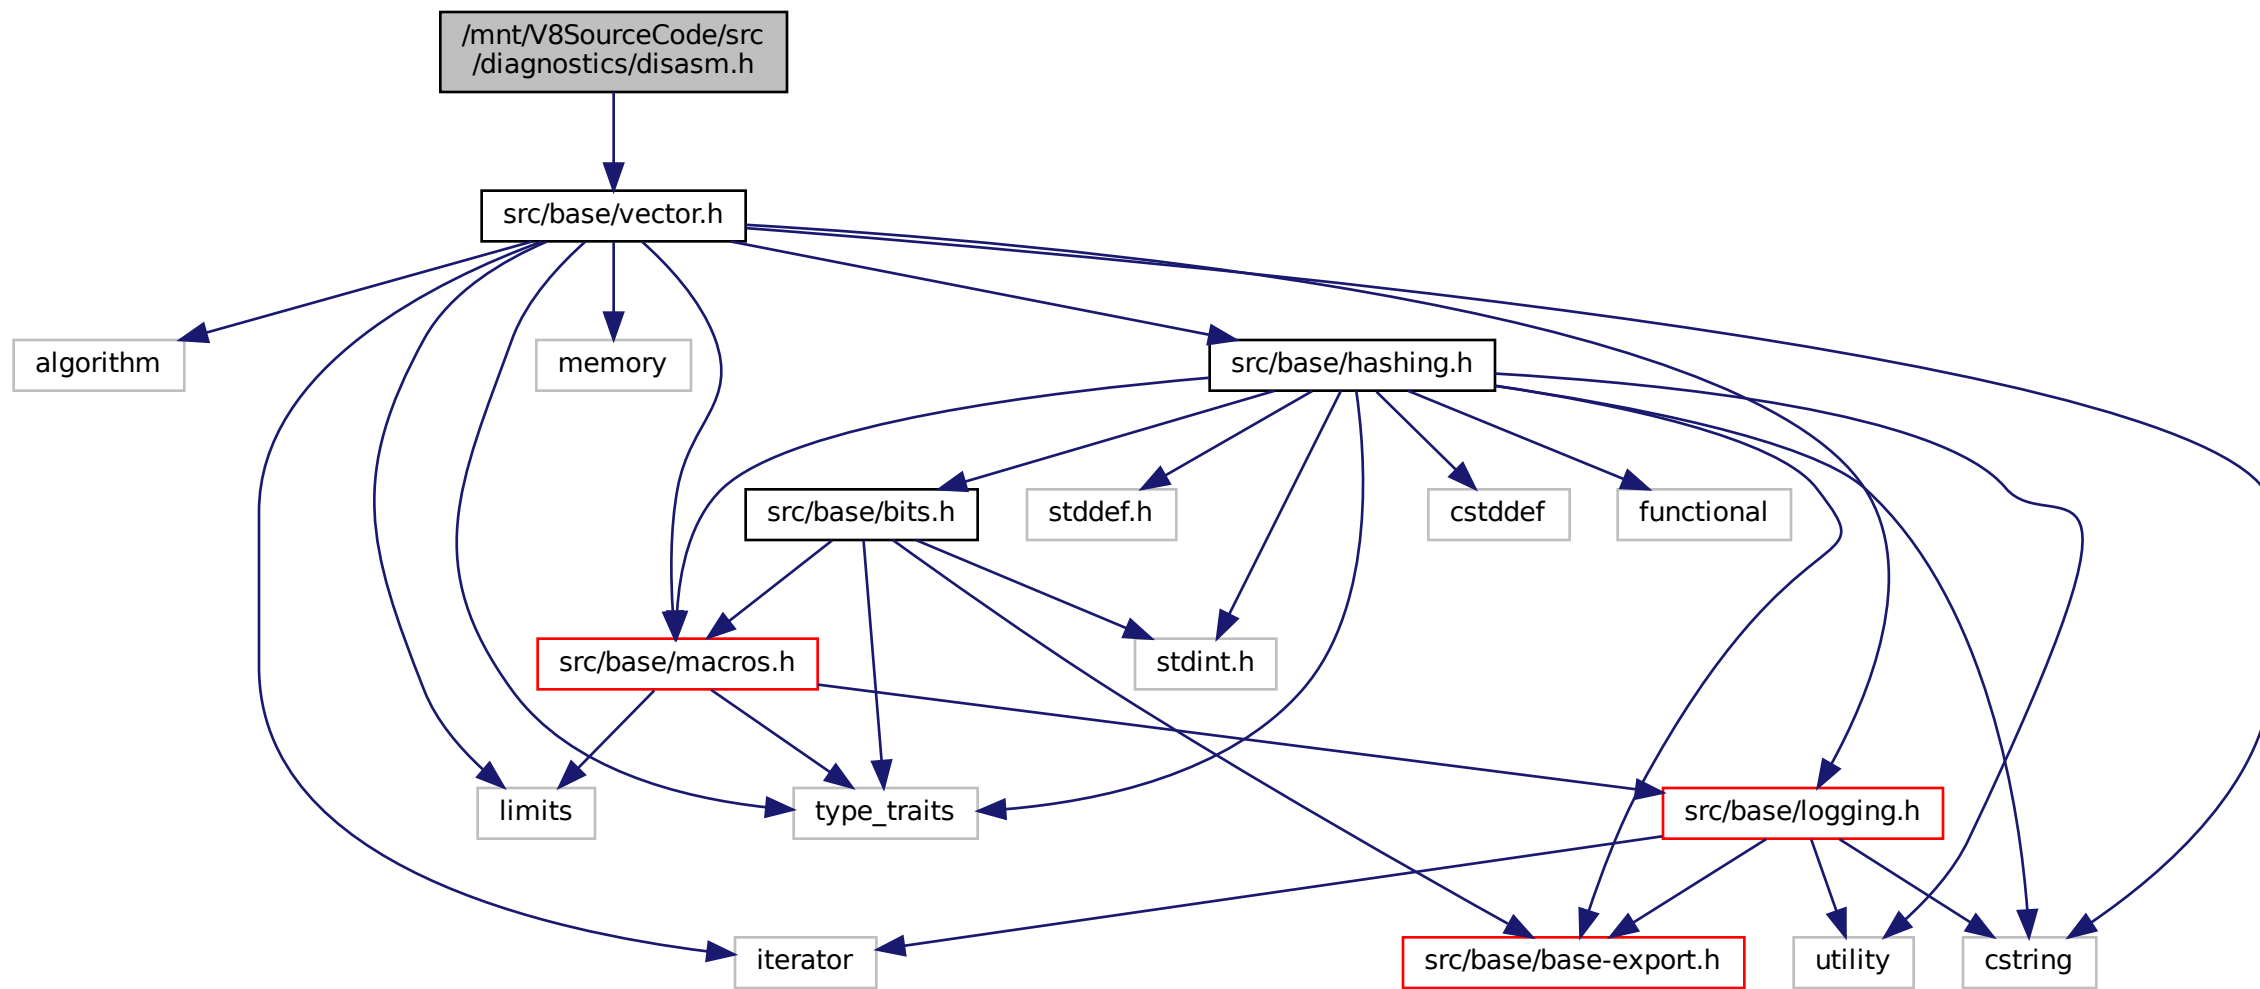 /mnt/V8SourceCode/src
/diagnostics/disasm.h
src/base/vector.h
algorithm
memory
src/base/hashing.h
src/base/bits.h
stddef.h
cstddef
functional
src/base/macros.h
stdint.h
limits
type_traits
src/base/logging.h
iterator
src/base/base-export.h
utility
cstring